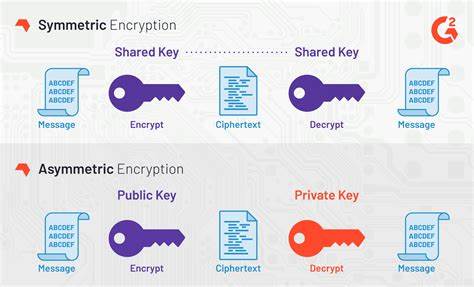 Symmetric Encryption
G2
Shared Key
Shared Key
ABCDEF
ABCDEF
ABCDEF
ABCDEF
ABCDEF
ABCDEF
Message
Encrypt
Ciphertext
Decrypt
Message
Asymmetric Encryption
Public Key
Private Key
ABCDEF
ABCDEF
ABCDEF
ABCDEF
ABCDEF
ABCDEF
Message
Encrypt
Ciphertext
Decrypt
Message